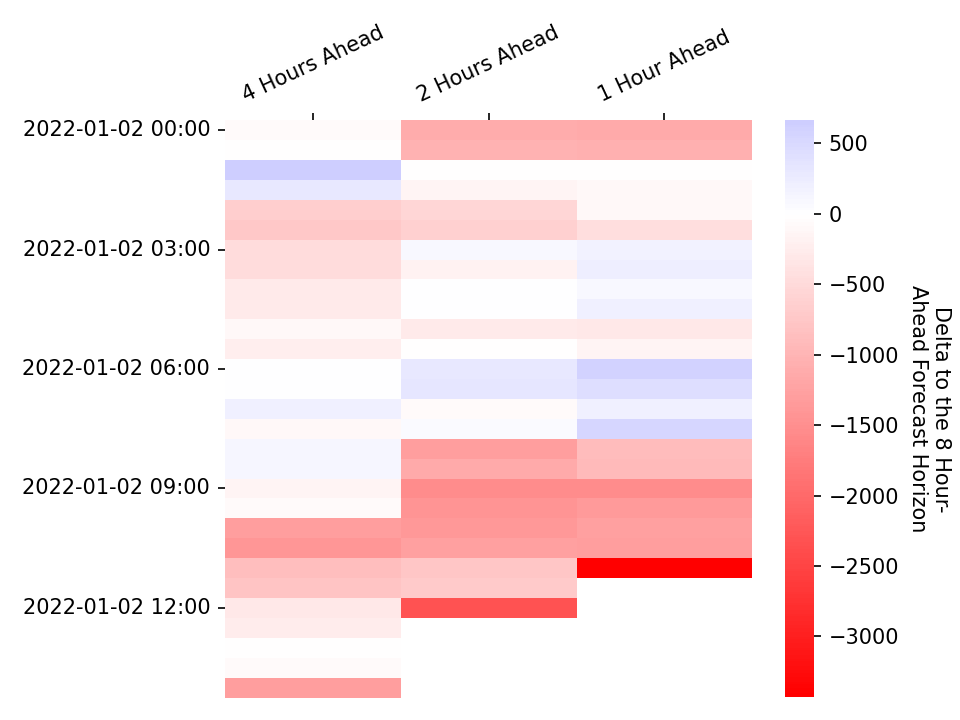 4 Hours Ahead
2 Hours Ahead
1 Hour Ahead
2022-01-02 00:00
2022-01-02 03:00
2022-01-02 06:00
2022-01-02 09:00
2022-01-02 12:00
500
0
−500
−1000
−1500
−2000
−2500
−3000
Delta to the 8 Hour-
Ahead Forecast Horizon